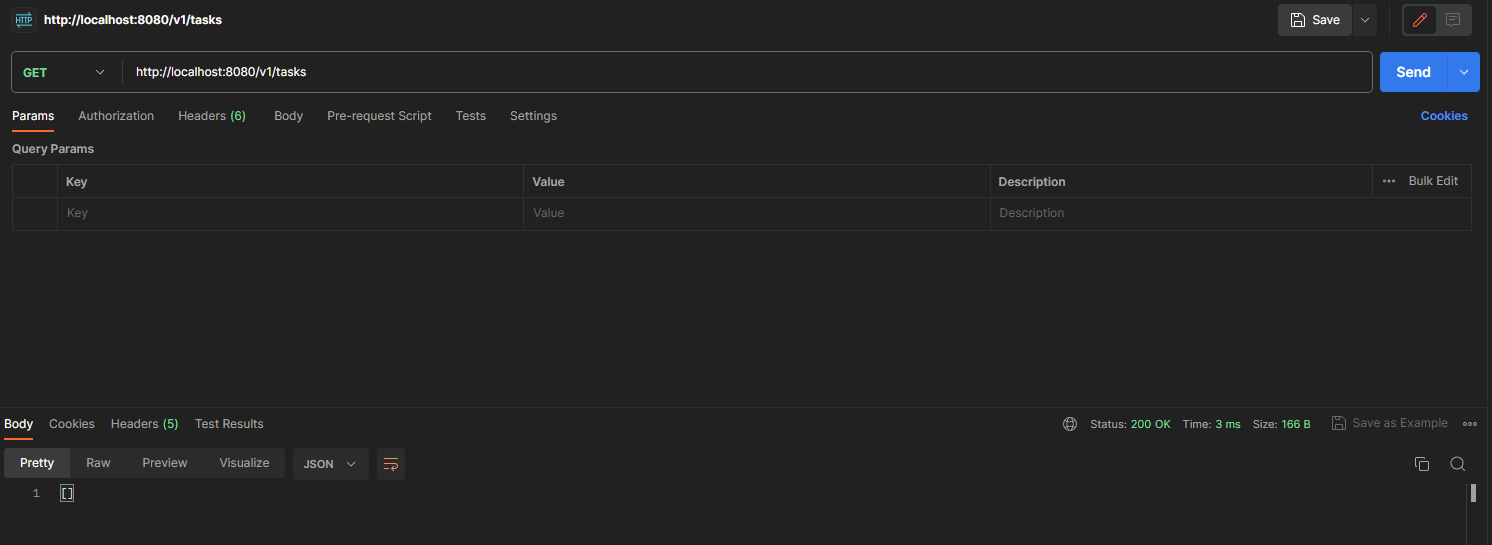 HTTP http://localhost:8080/v1/tasks Save
GET http://localhost:8080/v1/tasks Send
Params Authorization Headers (6) Body Pre-request Script Tests Settings Cookies
Query Params
Key Value Description ••• Bulk Edit
Key Value Description
Body Cookies Headers (5) Test Results Status: 200 OK Time: 3 ms Size: 166 B Save as Example
Pretty Raw Preview Visualize JSON
1 []